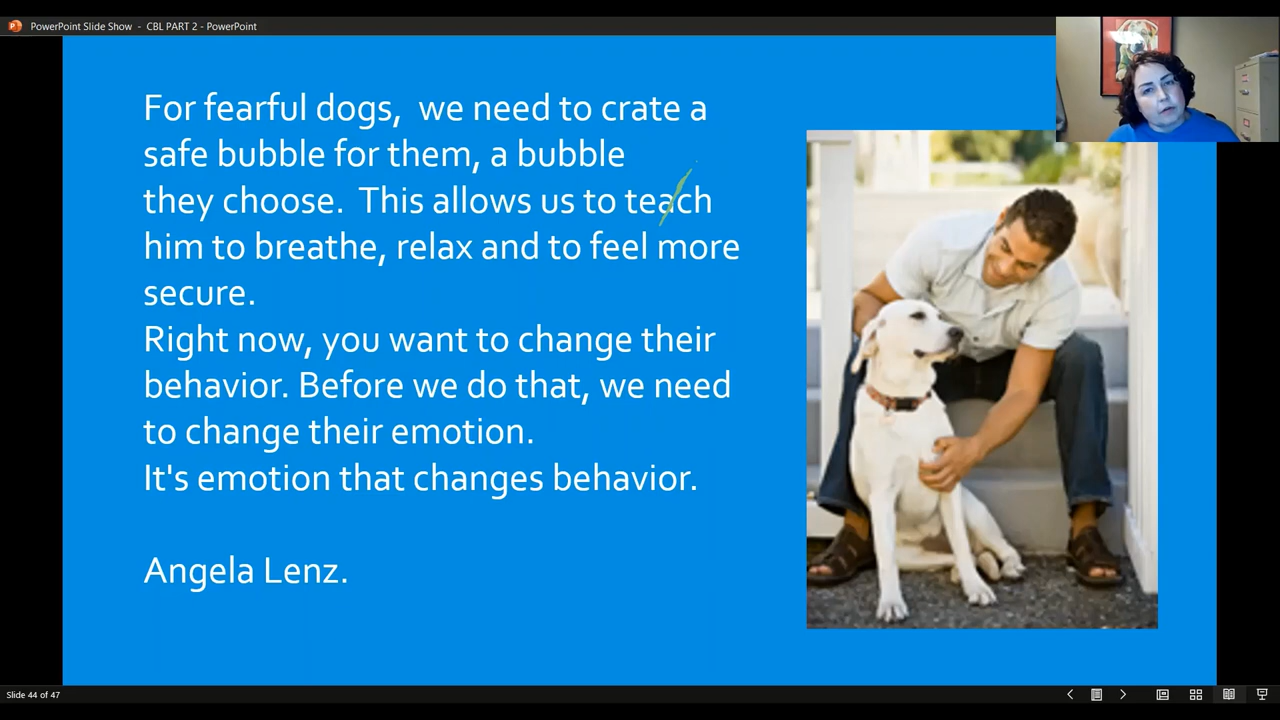 PowerPoint Slide Show - CBL PART 2 - PowerPoint
For fearful dogs, we need to crate a
safe bubble for them, a bubble
they choose. This allows us to teach
him to breathe, relax and to feel more
secure.
Right now, you want to change their
behavior. Before we do that, we need
to change their emotion.
It's emotion that changes behavior.
Angela Lenz.
Slide 44 of 47